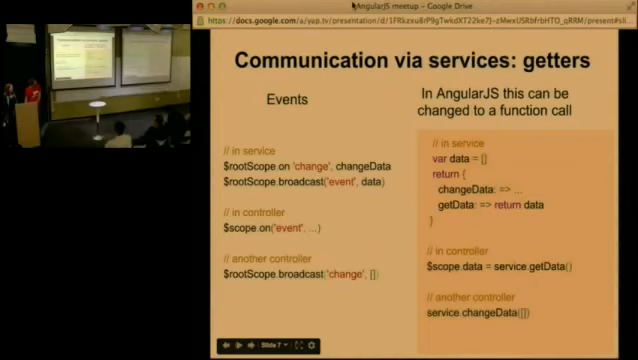 AngularJS meetup – Google Drive
Communication via services: getters
Events
// in service
$rootScope.on 'change', changeData
$rootScope.broadcast('event', data)
// in controller
$scope.on('event', ...)
// another controller
$rootScope.broadcast('change', [])
In AngularJS this can be
changed to a function call
// in service
var data = []
return {
changeData: => ...
getData: => return data
}
// in controller
$scope.data = service.getData()
// another controller
service.changeData([])
Slide 7